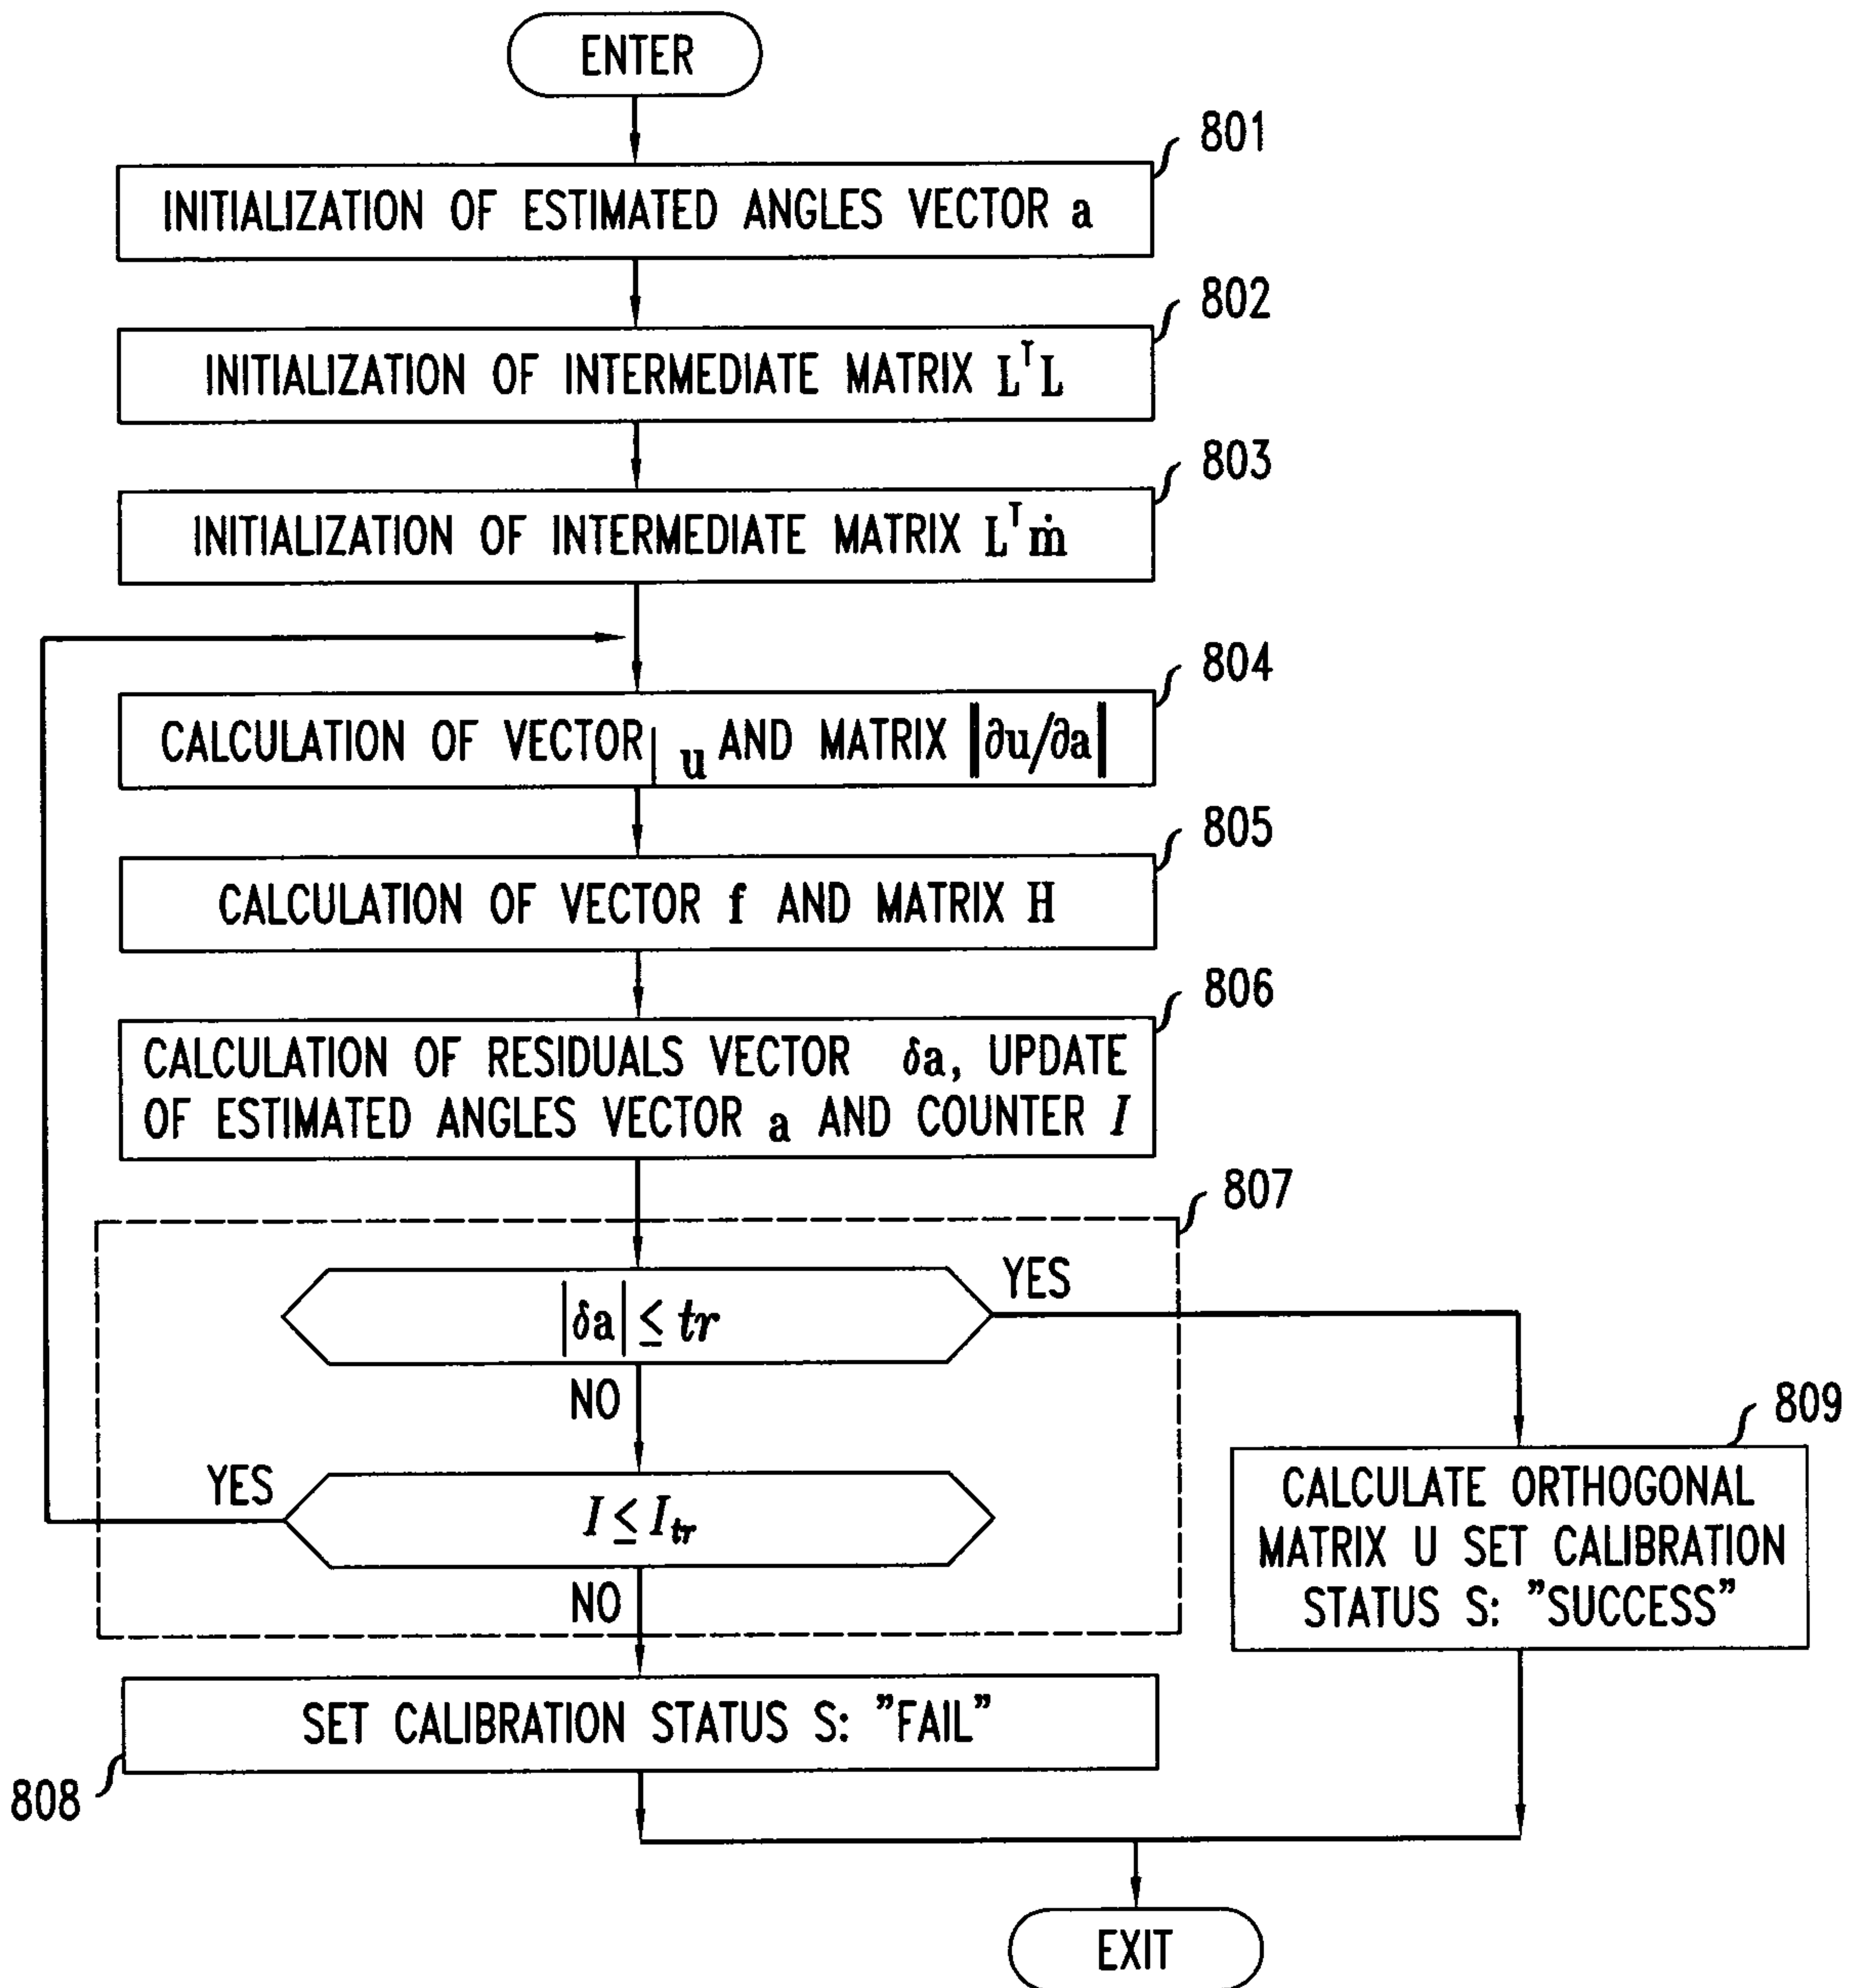 ENTER
801
INITIALIZATION OF ESTIMATED ANGLES VECTOR a
802
INITIALIZATION OF INTERMEDIATE MATRIX LᵀL
803
INITIALIZATION OF INTERMEDIATE MATRIX Lᵀṁ
804
CALCULATION OF VECTOR| u AND MATRIX ‖∂u/∂a‖
805
CALCULATION OF VECTOR f AND MATRIX H
806
CALCULATION OF RESIDUALS VECTOR δa, UPDATE
OF ESTIMATED ANGLES VECTOR a AND COUNTER I
807
|δa| ≤ tr
YES
NO
YES
I ≤ Iₜᵣ
NO
809
CALCULATE ORTHOGONAL
MATRIX U SET CALIBRATION
STATUS S: "SUCCESS"
SET CALIBRATION STATUS S: "FAIL"
808
EXIT